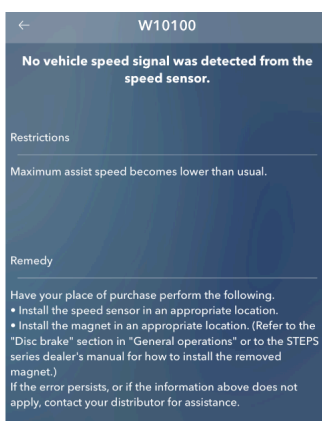 W10100
No vehicle speed signal was detected from the
speed sensor.
Restrictions
Maximum assist speed becomes lower than usual.
Remedy
Have your place of purchase perform the following.
• Install the speed sensor in an appropriate location.
• Install the magnet in an appropriate location. (Refer to the
"Disc brake" section in "General operations" or to the STEPS
series dealer's manual for how to install the removed
magnet.)
If the error persists, or if the information above does not
apply, contact your distributor for assistance.